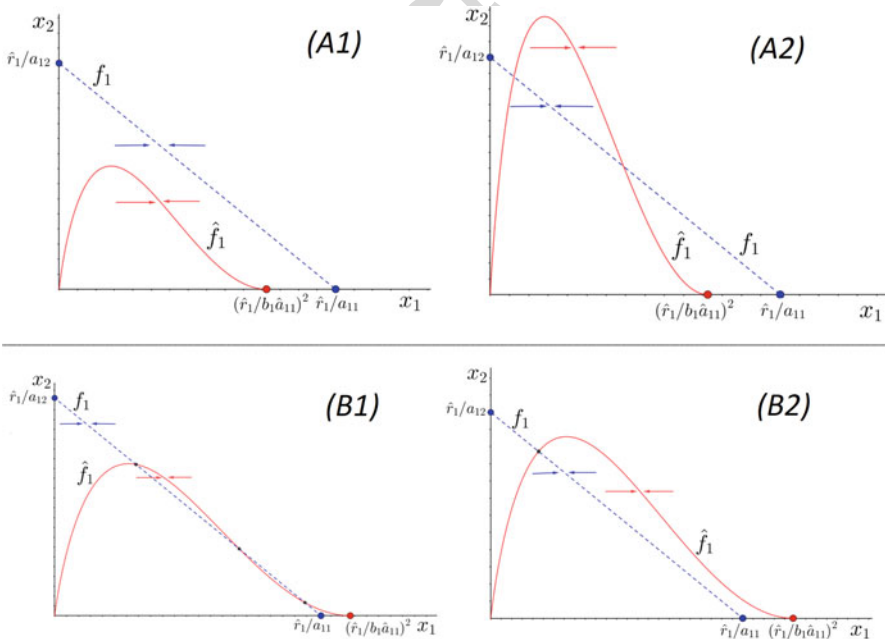 x₂
(A1)
r̂₁/a₁₂
f₁
f̂₁
(r̂₁/b₁â₁₁)²
r̂₁/a₁₁
x₁
x₂
(A2)
r̂₁/a₁₂
f̂₁
f₁
(r̂₁/b₁â₁₁)²
r̂₁/a₁₁
x₁
x₂
(B1)
r̂₁/a₁₂
f₁
f̂₁
r̂₁/a₁₁
(r̂₁/b₁â₁₁)²
x₁
x₂
(B2)
r̂₁/a₁₂
f₁
f̂₁
r̂₁/a₁₁
(r̂₁/b₁â₁₁)²
x₁